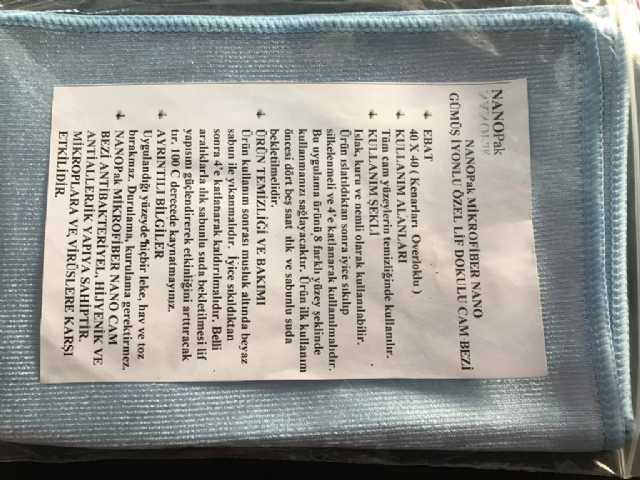 NANOPak
NANOPak MİKROFİBER NANO
GÜMÜŞ İYONLU ÖZEL LİF DOKULU CAM BEZİ
EBAT
40 X 40 ( Kenarları Overloklu )
KULLANIM ALANLARI
Tüm cam yüzeylerin temizliğinde kullanılır.
KULLANIM ŞEKLİ
Islak, kuru ve nemli olarak kullanılabilir.
Ürün ıslatıldıktan sonra iyice sıkılıp
silkelenmeli ve 4'e katlanarak kullanılmalıdır.
Bu uygulama ürünü 8 farklı yüzey şeklinde
kullanmanızı sağlayacaktır. Ürün ilk kullanım
öncesi dört beş saat ılık ve sabunlu suda
bekletilmelidir.
ÜRÜN TEMİZLİĞİ VE BAKIMI
Ürün kullanım sonrası musluk altında beyaz
sabun ile yıkanmalıdır. İyice sıkıldıktan
sonra 4'e katlanarak kaldırılmalıdır. Belli
aralıklarla ılık sabunlu suda bekletilmesi lif
yapısını güçlendirerek etkinliğini arttıracak
tır. 100 C derecede kaynatmayınız.
AYRINTILI BİLGİLER
Uygulandığı yüzeyde hiçbir leke, hav ve toz
bırakmaz. Durulama, kurulama gerektirmez.
NANOPak MİKROFİBER NANO CAM
BEZİ ANTİBAKTERİYEL, HİJYENİK VE
ANTİALLERJİK YAPIYA SAHİPTİR.
MİKROPLARA VE VİRÜSLERE KARŞI
ETKİLİDİR.